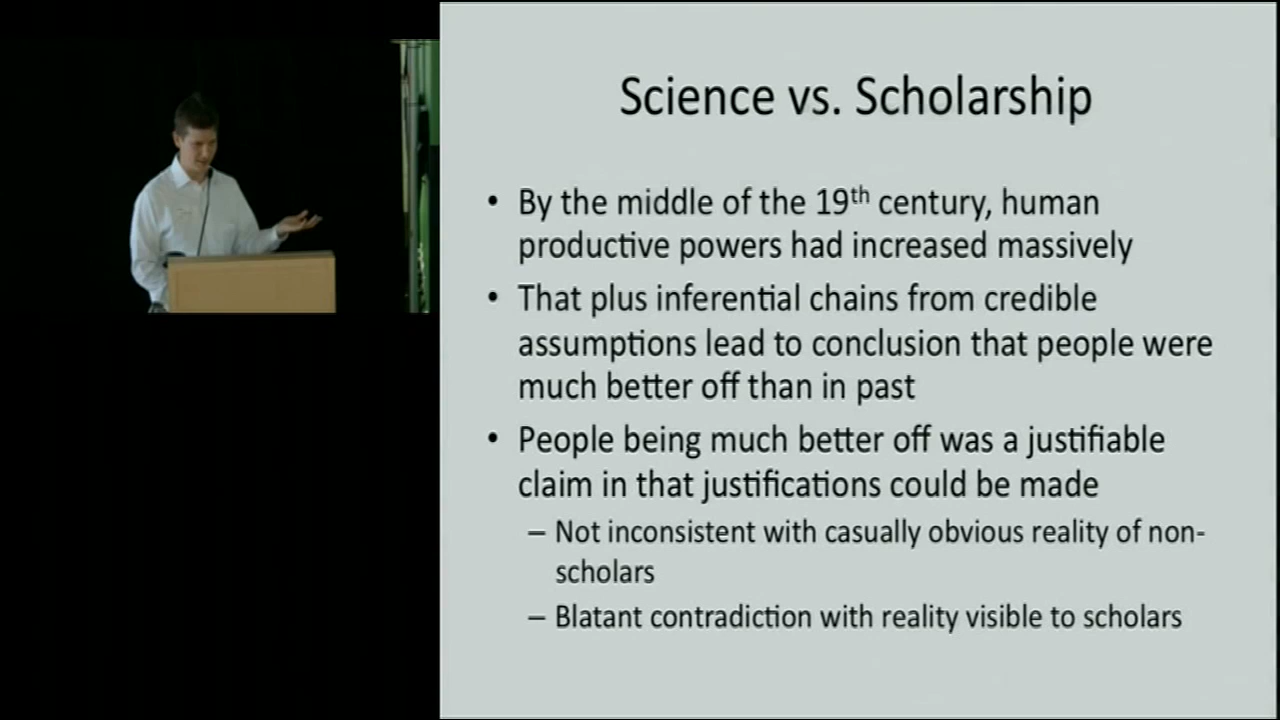 Science vs. Scholarship
• By the middle of the 19th century, human
productive powers had increased massively
• That plus inferential chains from credible
assumptions lead to conclusion that people were
much better off than in past
• People being much better off was a justifiable
claim in that justifications could be made
– Not inconsistent with casually obvious reality of non-
scholars
– Blatant contradiction with reality visible to scholars